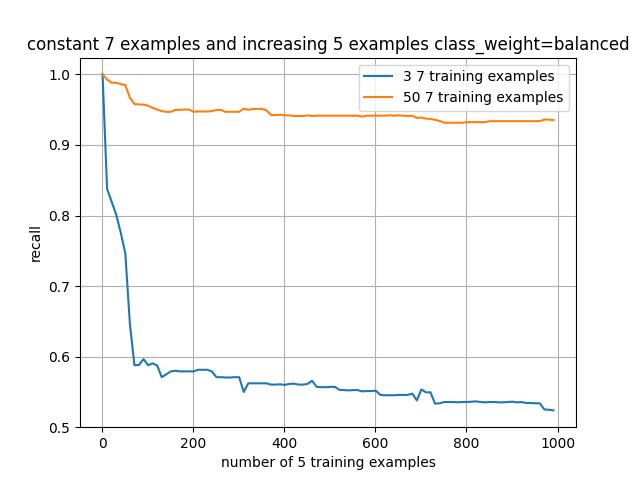 constant 7 examples and increasing 5 examples class_weight=balanced
3 7 training examples
50 7 training examples
1.0
0.9
0.8
0.7
0.6
0.5
recall
0 200 400 600 800 1000
number of 5 training examples